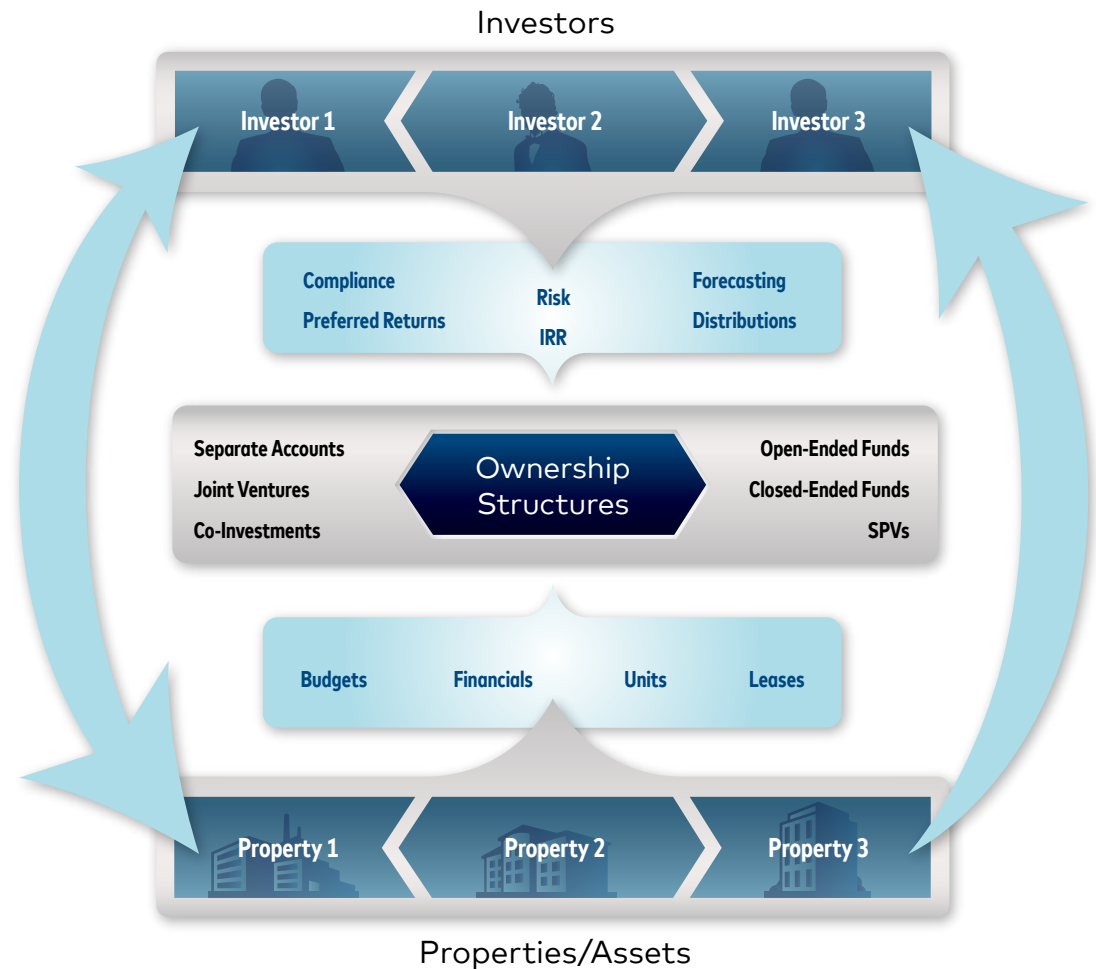 Investors
Investor 1
Investor 2
Investor 3
Compliance
Risk
Forecasting
Preferred Returns
IRR
Distributions
Separate Accounts
Joint Ventures
Co-Investments
Ownership
Structures
Open-Ended Funds
Closed-Ended Funds
SPVs
Budgets
Financials
Units
Leases
Property 1
Property 2
Property 3
Properties/Assets